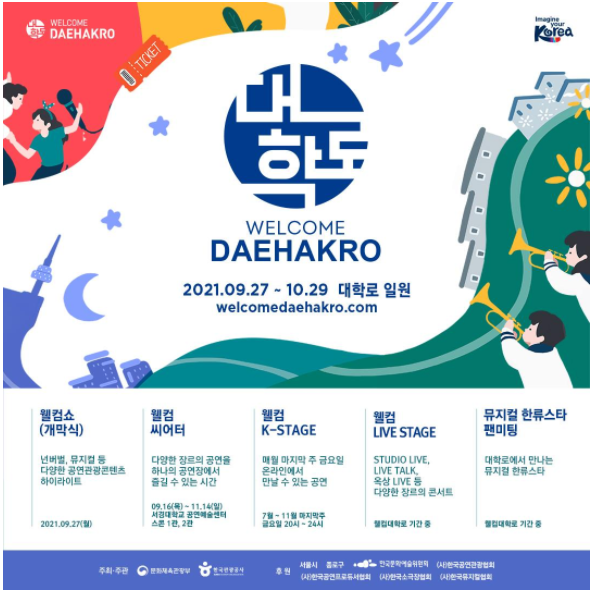 WELCOME
DAEHAKRO
Imagine
your
Korea
TICKET
대
학로
WELCOME
DAEHAKRO
2021.09.27 ~ 10.29 대학로 일원
welcomedaehakro.com
웰컴쇼
(개막식)
넌버벌, 뮤지컬 등
다양한 공연관광콘텐츠
하이라이트
2021.09.27(월)
웰컴
씨어터
다양한 장르의 공연을
하나의 공연장에서
즐길 수 있는 시간
09.16(목) ~ 11.14(일)
서경대학교 공연예술센터
스콘 1관, 2관
웰컴
K-STAGE
매월 마지막 주 금요일
온라인에서
만날 수 있는 공연
7월 ~ 11월 마지막주
금요일 20시 ~ 24시
웰컴
LIVE STAGE
STUDIO LIVE,
LIVE TALK,
옥상 LIVE 등
다양한 장르의 콘서트
웰컴대학로 기간 중
뮤지컬 한류스타
팬미팅
대학로에서 만나는
뮤지컬 한류스타
웰컴대학로 기간 중
주최·주관 문화체육관광부 한국관광공사
후 원 서울시 종로구 한국문화예술위원회 (사)한국공연관광협회
(사)한국공연프로듀서협회 (사)한국소극장협회 (사)한국뮤지컬협회